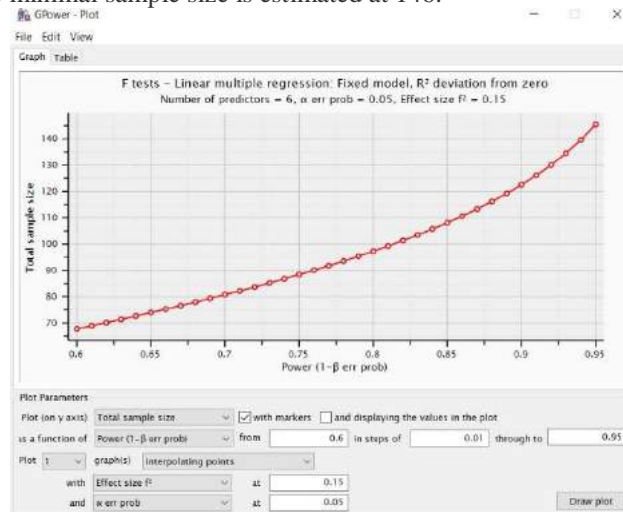 minimal sample size is estimated at 146.
GPower - Plot
File Edit View
Graph Table
F tests - Linear multiple regression: Fixed model, R² deviation from zero
Number of predictors = 6, α err prob = 0.05, Effect size f² = 0.15
Total sample size
140
130
120
110
100
90
80
70
0.6 0.65 0.7 0.75 0.8 0.85 0.9 0.95
Power (1-β err prob)
Plot Parameters
Plot (on y axis) Total sample size with markers and displaying the values in the plot
as a function of Power (1-β err prob) from 0.6 in steps of 0.01 through to 0.95
Plot 1 graph(s) interpolating points
with Effect size f² at 0.15
and α err prob at 0.05 Draw plot